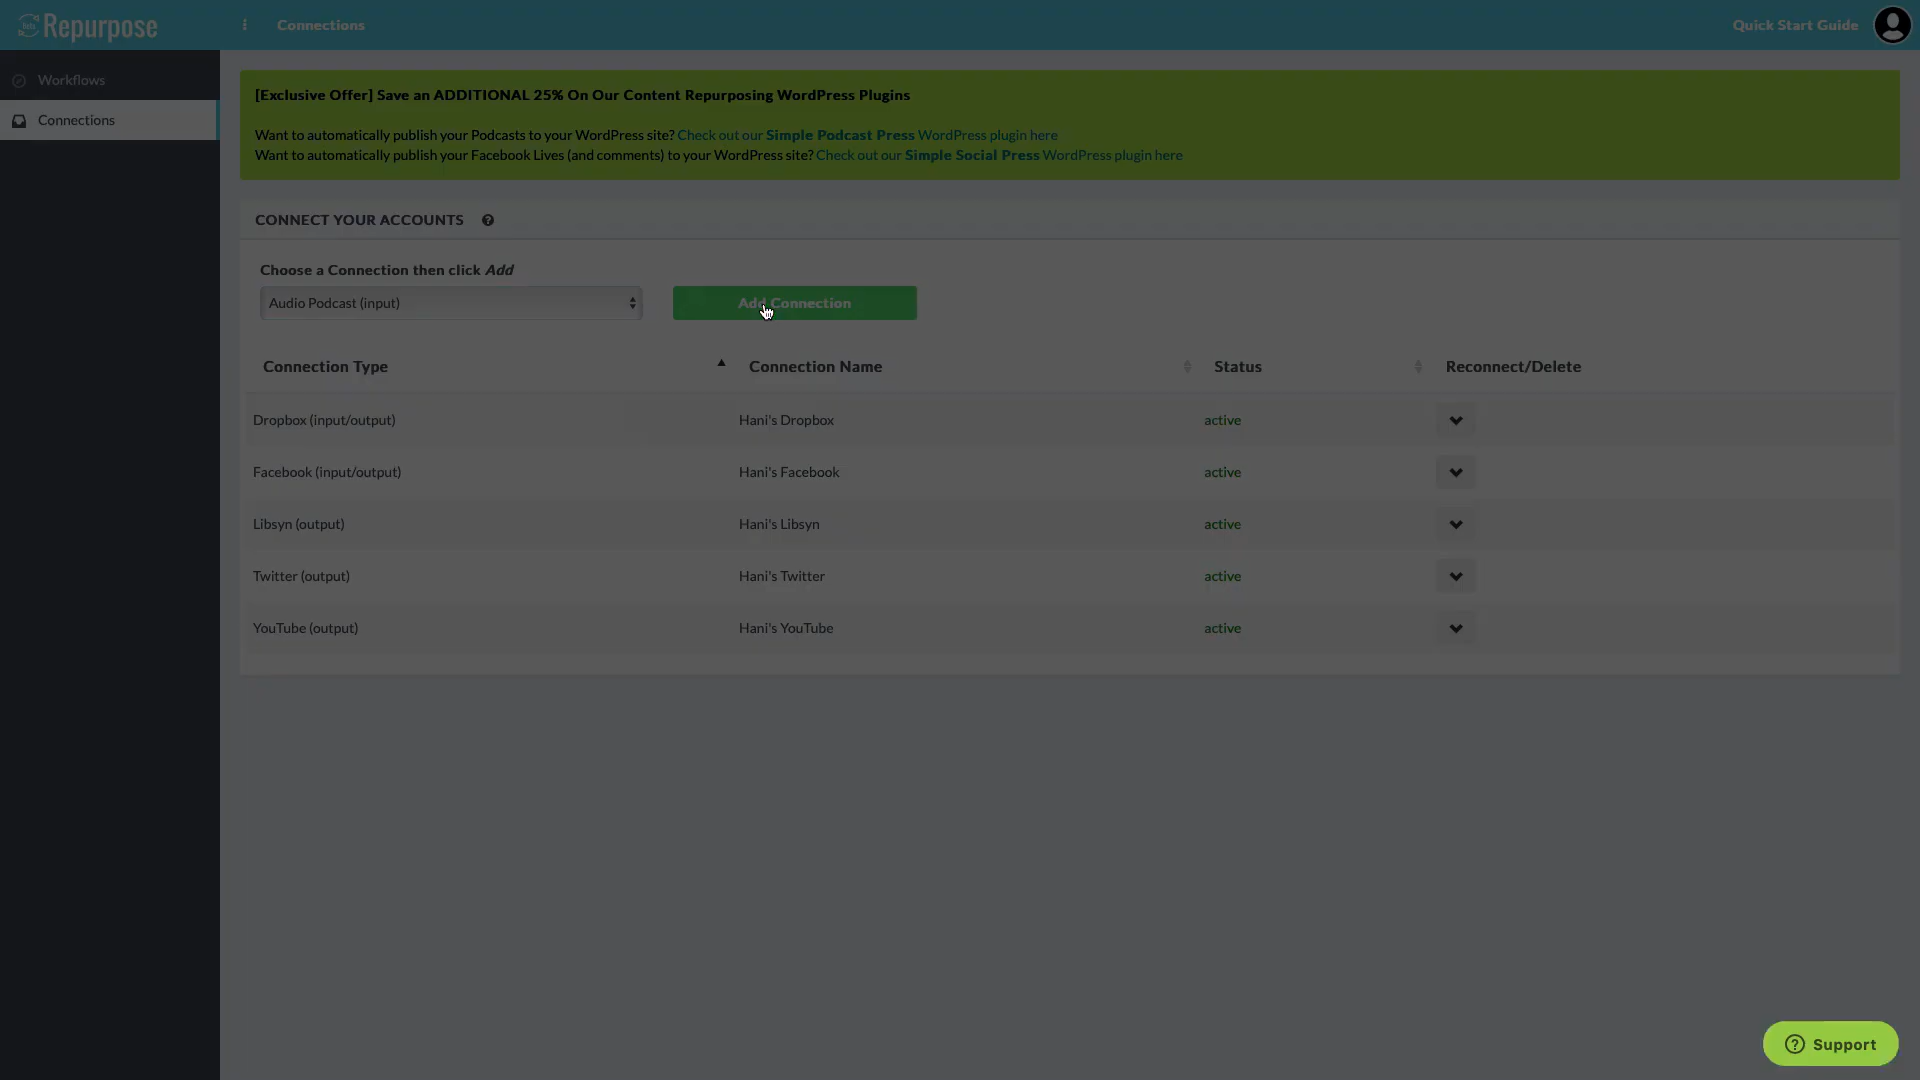 Repurpose
Connections
Quick Start Guide
Workflows
Connections
[Exclusive Offer] Save an ADDITIONAL 25% On Our Content Repurposing WordPress Plugins
Want to automatically publish your Podcasts to your WordPress site? Check out our Simple Podcast Press WordPress plugin here
Want to automatically publish your Facebook Lives (and comments) to your WordPress site? Check out our Simple Social Press WordPress plugin here
CONNECT YOUR ACCOUNTS
Choose a Connection then click Add
Audio Podcast (input)
Add Connection
Connection Type Connection Name Status Reconnect/Delete
Dropbox (input/output) Hani's Dropbox active
Facebook (input/output) Hani's Facebook active
Libsyn (output) Hani's Libsyn active
Twitter (output) Hani's Twitter active
YouTube (output) Hani's YouTube active
Support